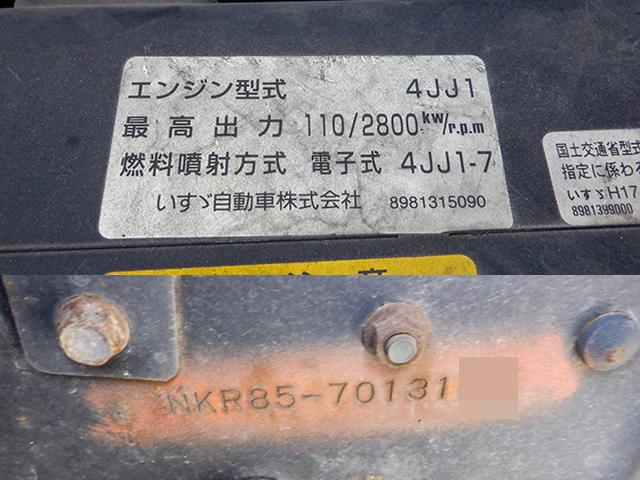 エンジン型式 4JJ1
最高出力 110/2800 kw/r.p.m
燃料噴射方式 電子式 4JJ1-7
いすゞ自動車株式会社 8981315090
国土交通省型式
指定に係わる
いすゞH17
8981399000
NKR85-70131